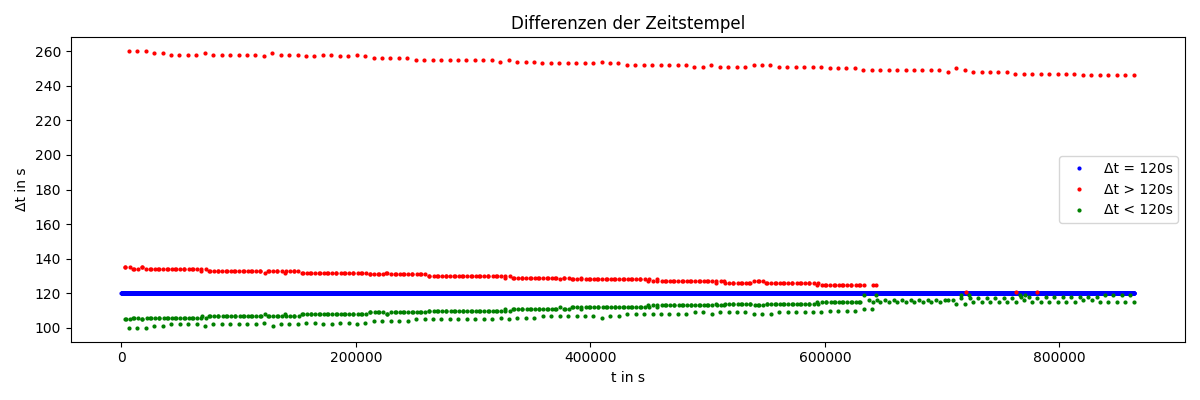 Differenzen der Zeitstempel
260
240
220
200
180
160
140
120
100
Δt in s
Δt = 120s
Δt > 120s
Δt < 120s
0
200000
400000
600000
800000
t in s